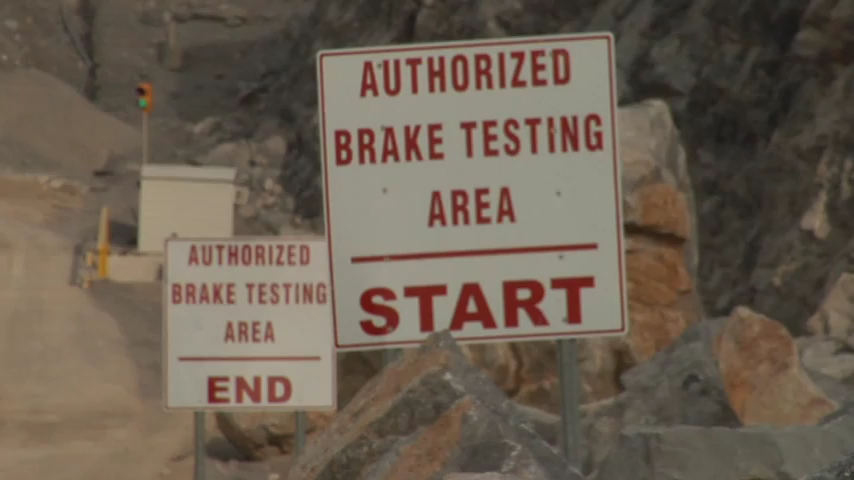 AUTHORIZED
BRAKE TESTING
AREA
START
AUTHORIZED
BRAKE TESTING
AREA
END